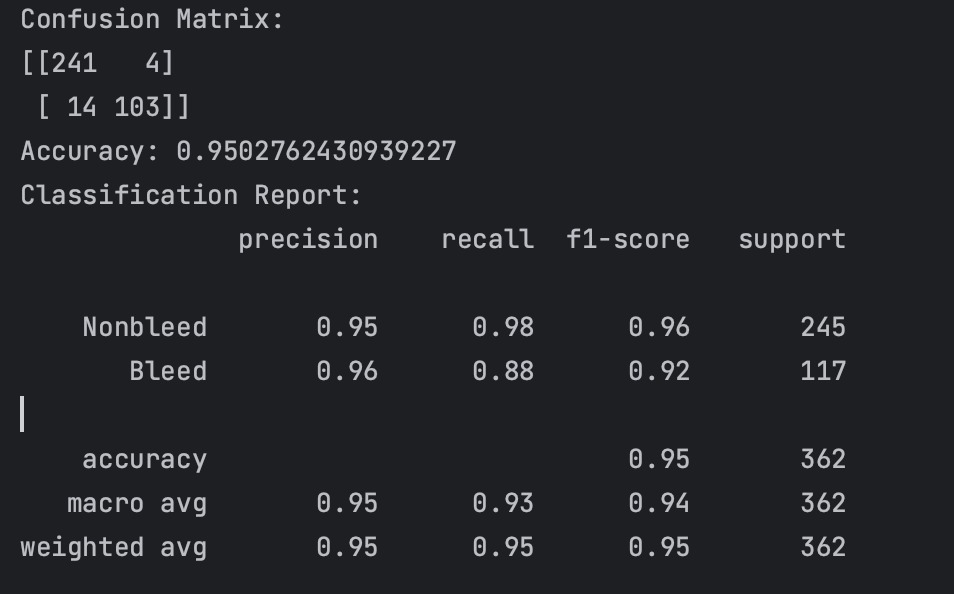 Confusion Matrix:
[[241   4]
 [ 14 103]]
Accuracy: 0.9502762430939227
Classification Report:
              precision    recall  f1-score   support

    Nonbleed       0.95      0.98      0.96       245
       Bleed       0.96      0.88      0.92       117

    accuracy                           0.95       362
   macro avg       0.95      0.93      0.94       362
weighted avg       0.95      0.95      0.95       362